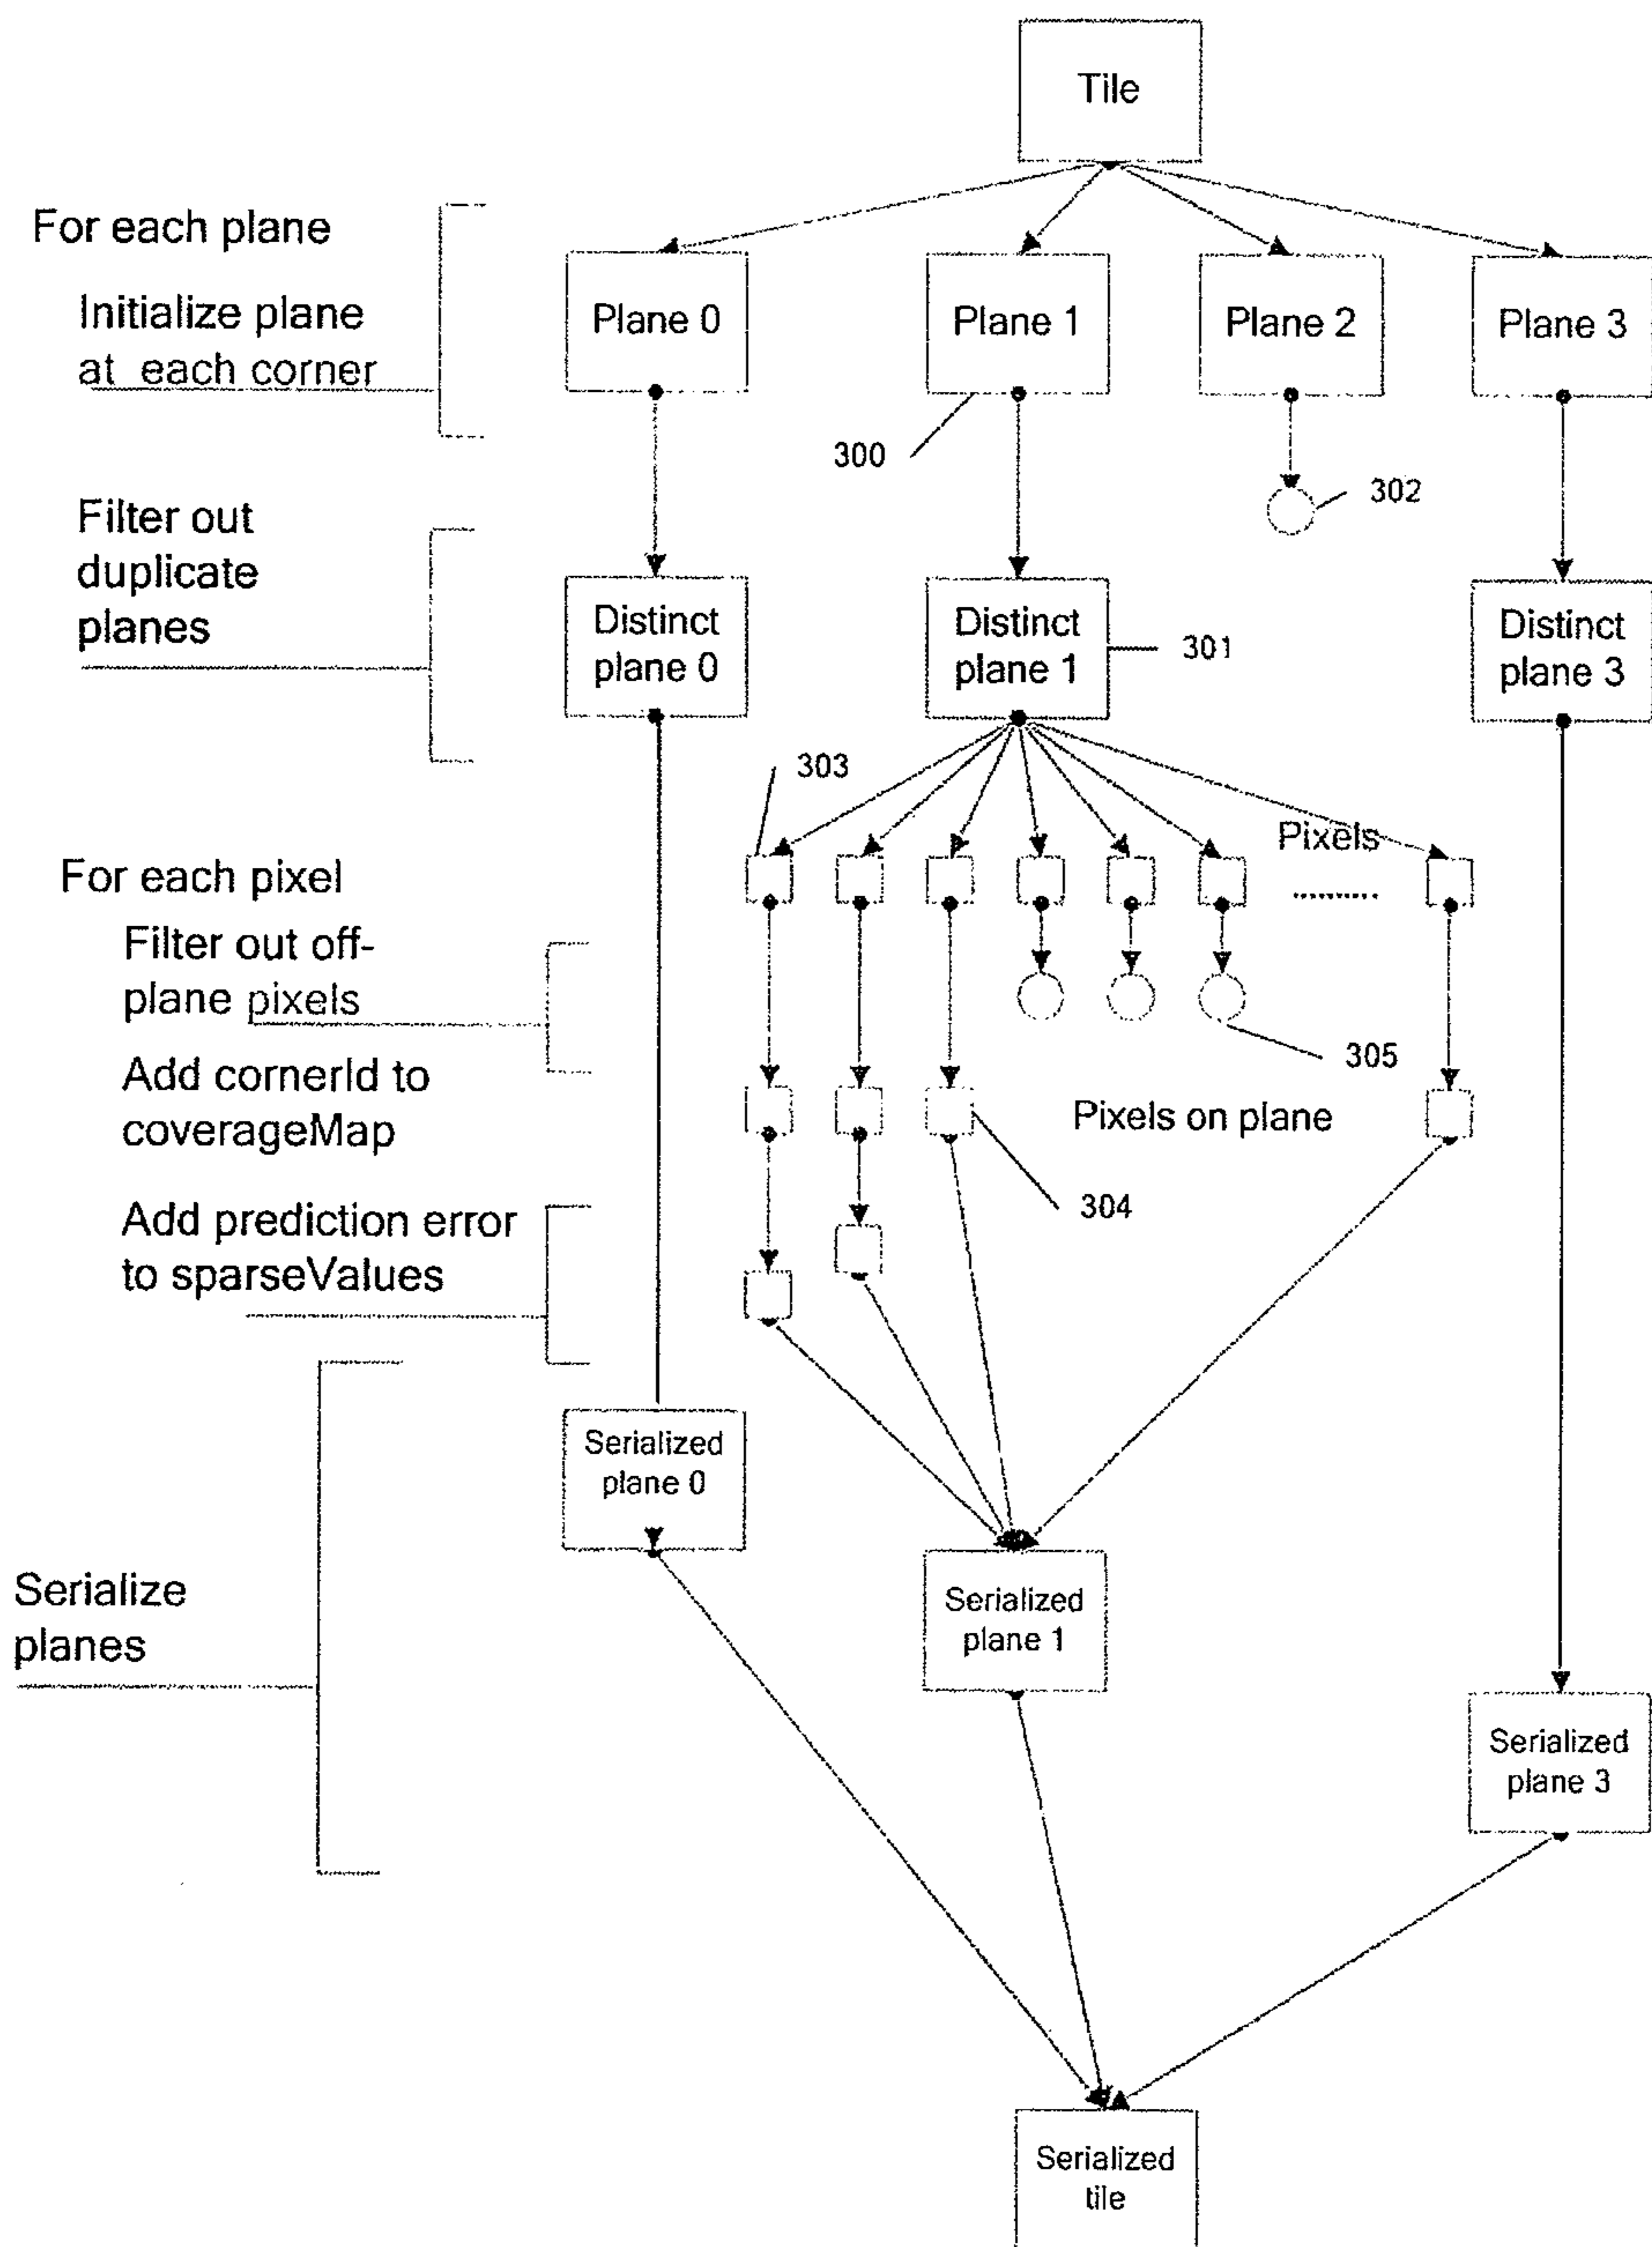 Tile
For each plane
Initialize plane
at each corner
Plane 0
Plane 1
Plane 2
Plane 3
300
302
Filter out
duplicate
planes
Distinct
plane 0
Distinct
plane 1
301
Distinct
plane 3
303
Pixels
For each pixel
Filter out off-
plane pixels
305
Add cornerId to
coverageMap
Pixels on plane
304
Add prediction error
to sparseValues
Serialized
plane 0
Serialize
planes
Serialized
plane 1
Serialized
plane 3
Serialized
tile